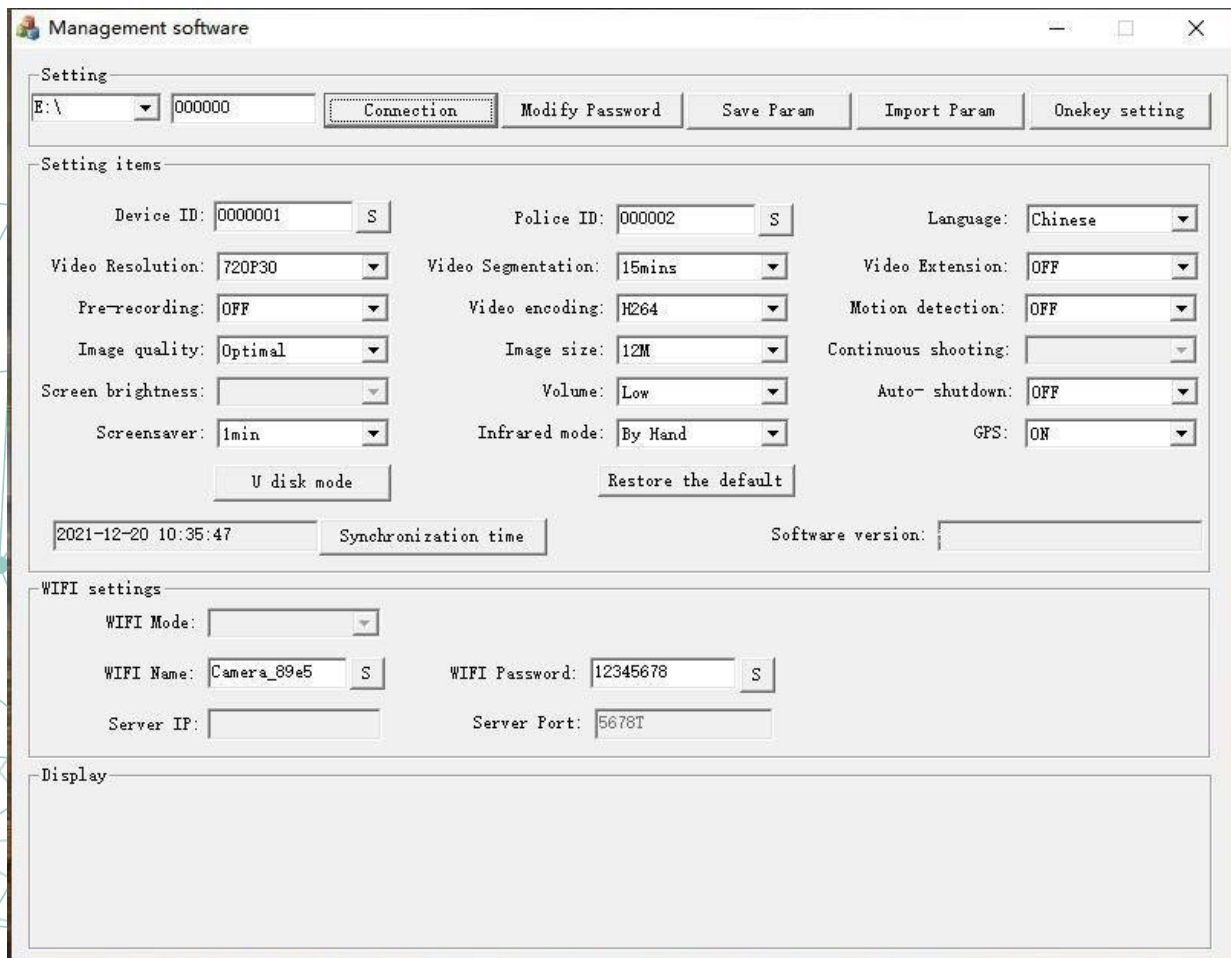 Management software
Setting
E:\ 000000 Connection Modify Password Save Param Import Param Onekey setting
Setting items
Device ID: 0000001 S Police ID: 000002 S Language: Chinese
Video Resolution: 720P30 Video Segmentation: 15mins Video Extension: OFF
Pre-recording: OFF Video encoding: H264 Motion detection: OFF
Image quality: Optimal Image size: 12M Continuous shooting:
Screen brightness: Volume: Low Auto- shutdown: OFF
Screensaver: 1min Infrared mode: By Hand GPS: ON
U disk mode Restore the default
2021-12-20 10:35:47 Synchronization time Software version:
WIFI settings
WIFI Mode:
WIFI Name: Camera_89e5 S WIFI Password: 12345678 S
Server IP: Server Port: 5678T
Display